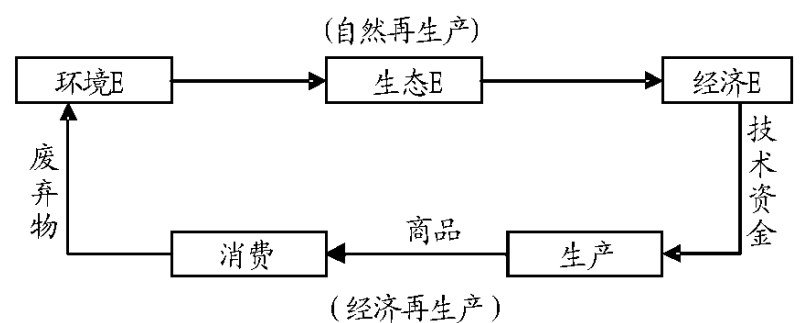 (自然再生产)
环境E
生态E
经济E
技术资金
废弃物
消费
商品
生产
(经济再生产)